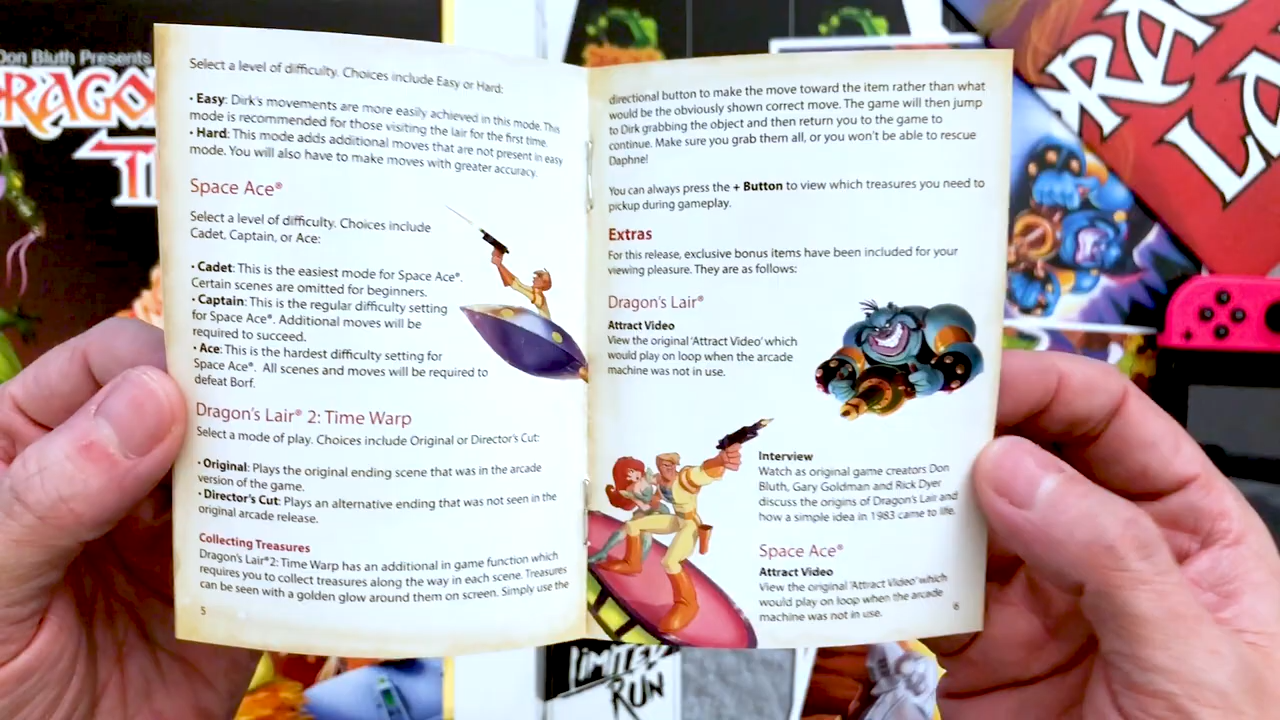 Don Bluth Presents
Select a level of difficulty. Choices include Easy or Hard:
• Easy: Dirk's movements are more easily achieved in this mode. This
mode is recommended for those visiting the lair for the first time.
• Hard: This mode adds additional moves that are not present in easy
mode. You will also have to make moves with greater accuracy.
Space Ace®
Select a level of difficulty. Choices include
Cadet, Captain, or Ace:
• Cadet: This is the easiest mode for Space Ace®.
Certain scenes are omitted for beginners.
• Captain: This is the regular difficulty setting
for Space Ace®. Additional moves will be
required to succeed.
• Ace: This is the hardest difficulty setting for
Space Ace®. All scenes and moves will be required to
defeat Borf.
Dragon's Lair® 2: Time Warp
Select a mode of play. Choices include Original or Director's Cut:
• Original: Plays the original ending scene that was in the arcade
version of the game.
• Director's Cut: Plays an alternative ending that was not seen in the
original arcade release.
Collecting Treasures
Dragon's Lair®2: Time Warp has an additional in game function which
requires you to collect treasures along the way in each scene. Treasures
can be seen with a golden glow around them on screen. Simply use the
5
directional button to make the move toward the item rather than what
would be the obviously shown correct move. The game will then jump
to Dirk grabbing the object and then return you to the game to
continue. Make sure you grab them all, or you won't be able to rescue
Daphne!
You can always press the + Button to view which treasures you need to
pickup during gameplay.
Extras
For this release, exclusive bonus items have been included for your
viewing pleasure. They are as follows:
Dragon's Lair®
Attract Video
View the original 'Attract Video' which
would play on loop when the arcade
machine was not in use.
Interview
Watch as original game creators Don
Bluth, Gary Goldman and Rick Dyer
discuss the origins of Dragon's Lair and
how a simple idea in 1983 came to life.
Space Ace®
Attract Video
View the original 'Attract Video' which
would play on loop when the arcade
machine was not in use.
6
LIMITED
RUN